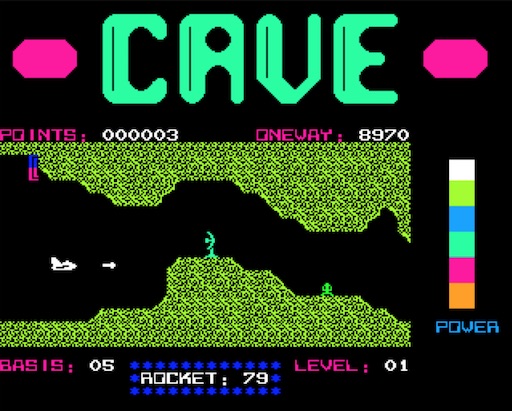 CAVE
POINTS: 000003 ONEWAY: 8970
POWER
BASIS: 05 LEVEL: 01
ROCKET: 79